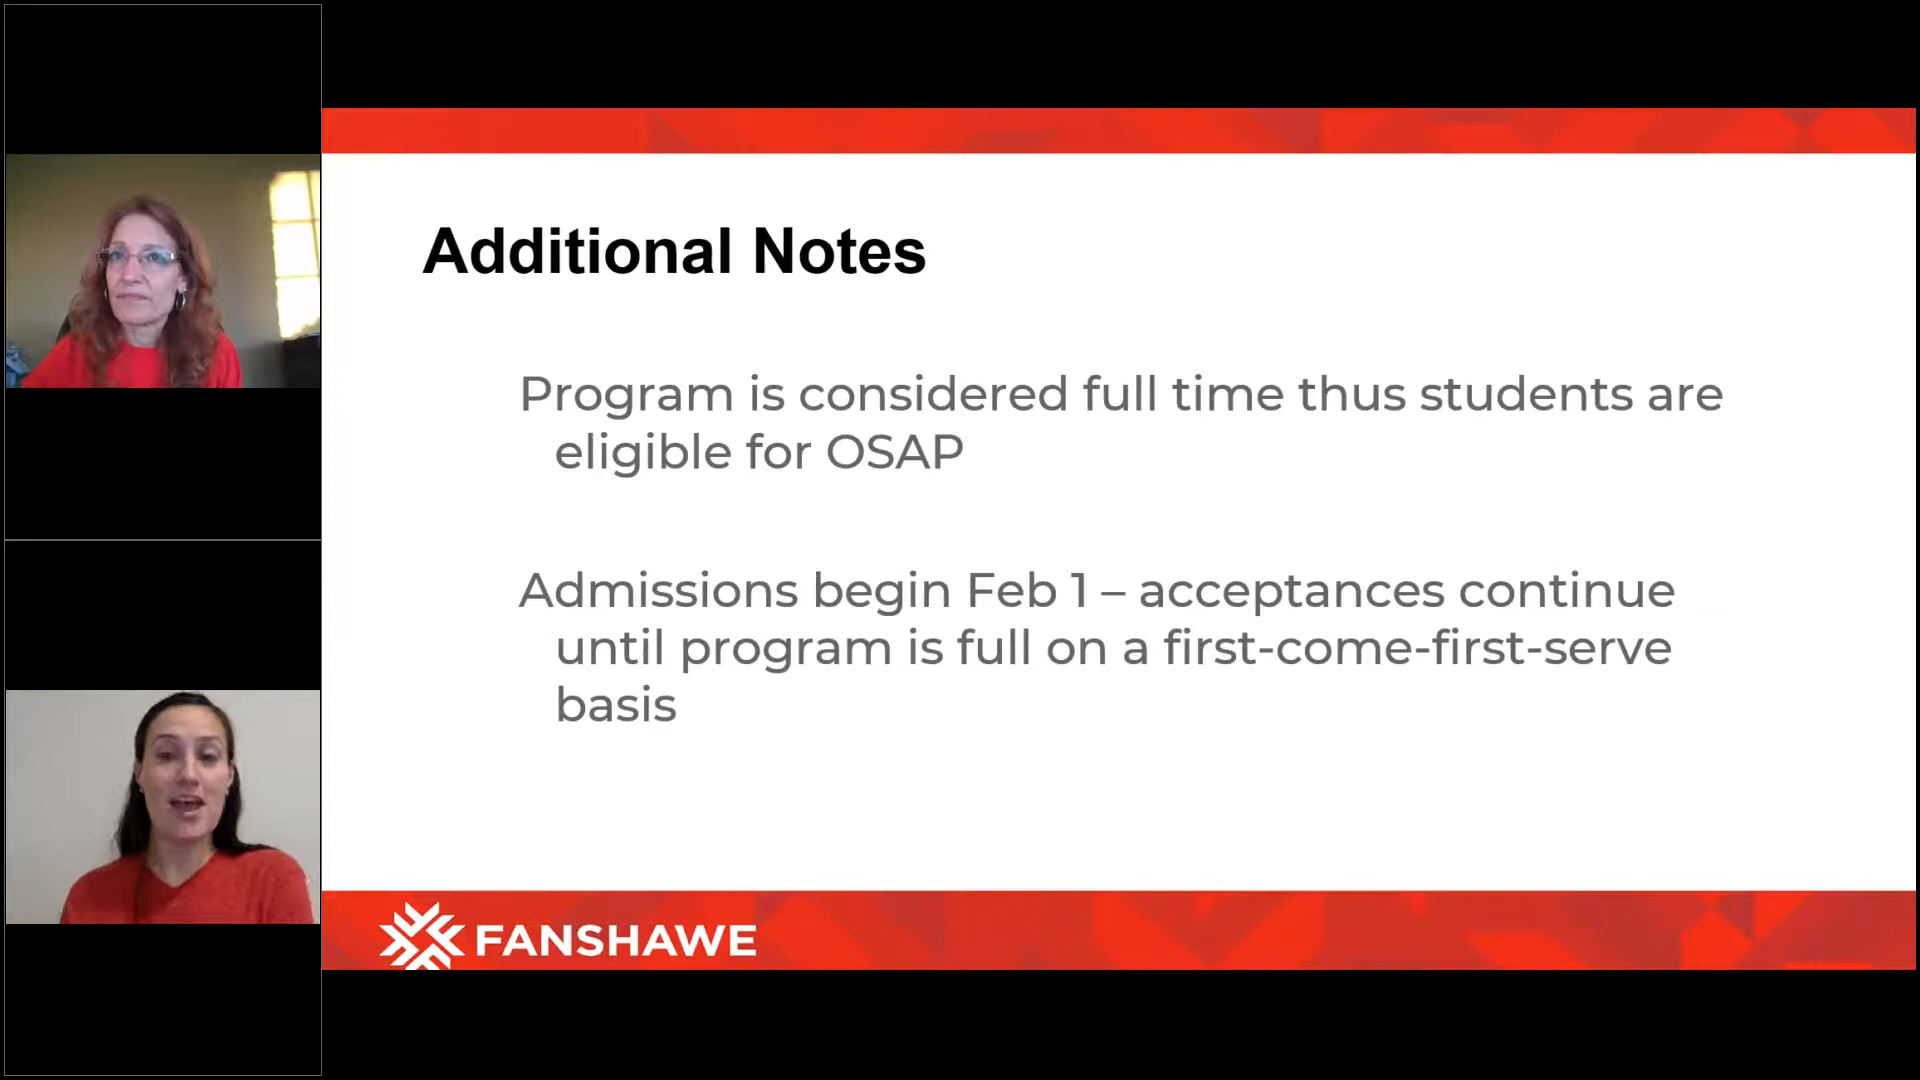 Additional Notes
Program is considered full time thus students are
eligible for OSAP
Admissions begin Feb 1 – acceptances continue
until program is full on a first-come-first-serve
basis
FANSHAWE